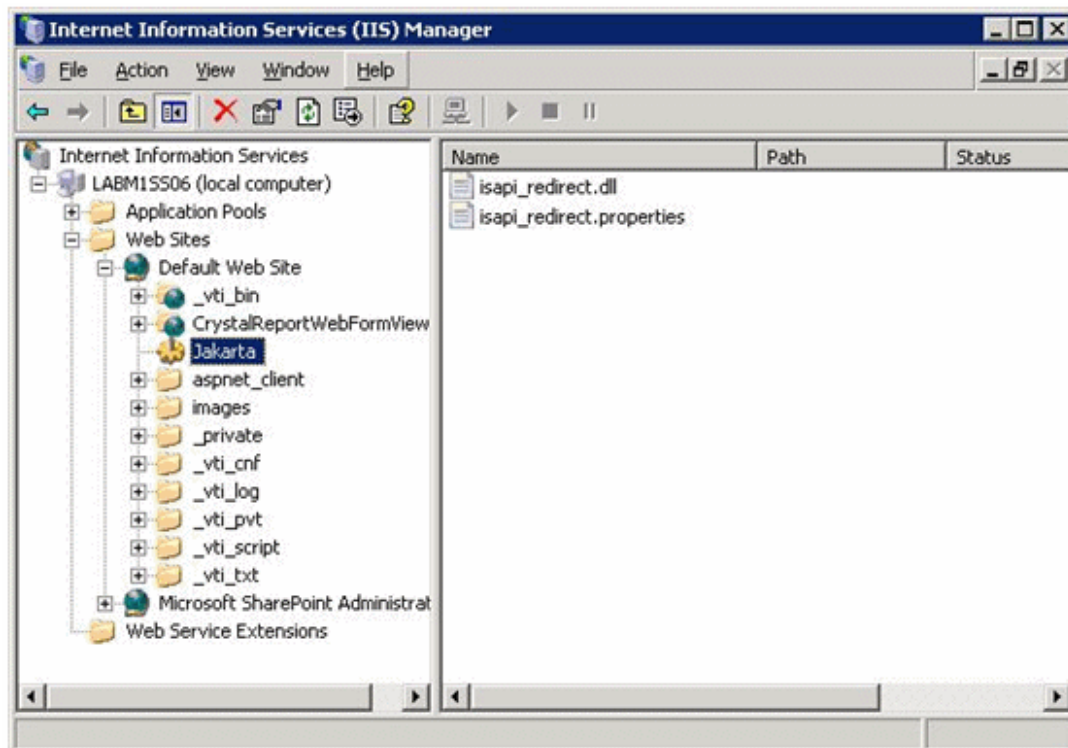 Internet Information Services (IIS) Manager
File Action View Window Help
Internet Information Services
LABM1SS06 (local computer)
Application Pools
Web Sites
Default Web Site
_vti_bin
CrystalReportWebFormView
Jakarta
aspnet_client
images
_private
_vti_cnf
_vti_log
_vti_pvt
_vti_script
_vti_txt
Microsoft SharePoint Administrat
Web Service Extensions
Name Path Status
isapi_redirect.dll
isapi_redirect.properties